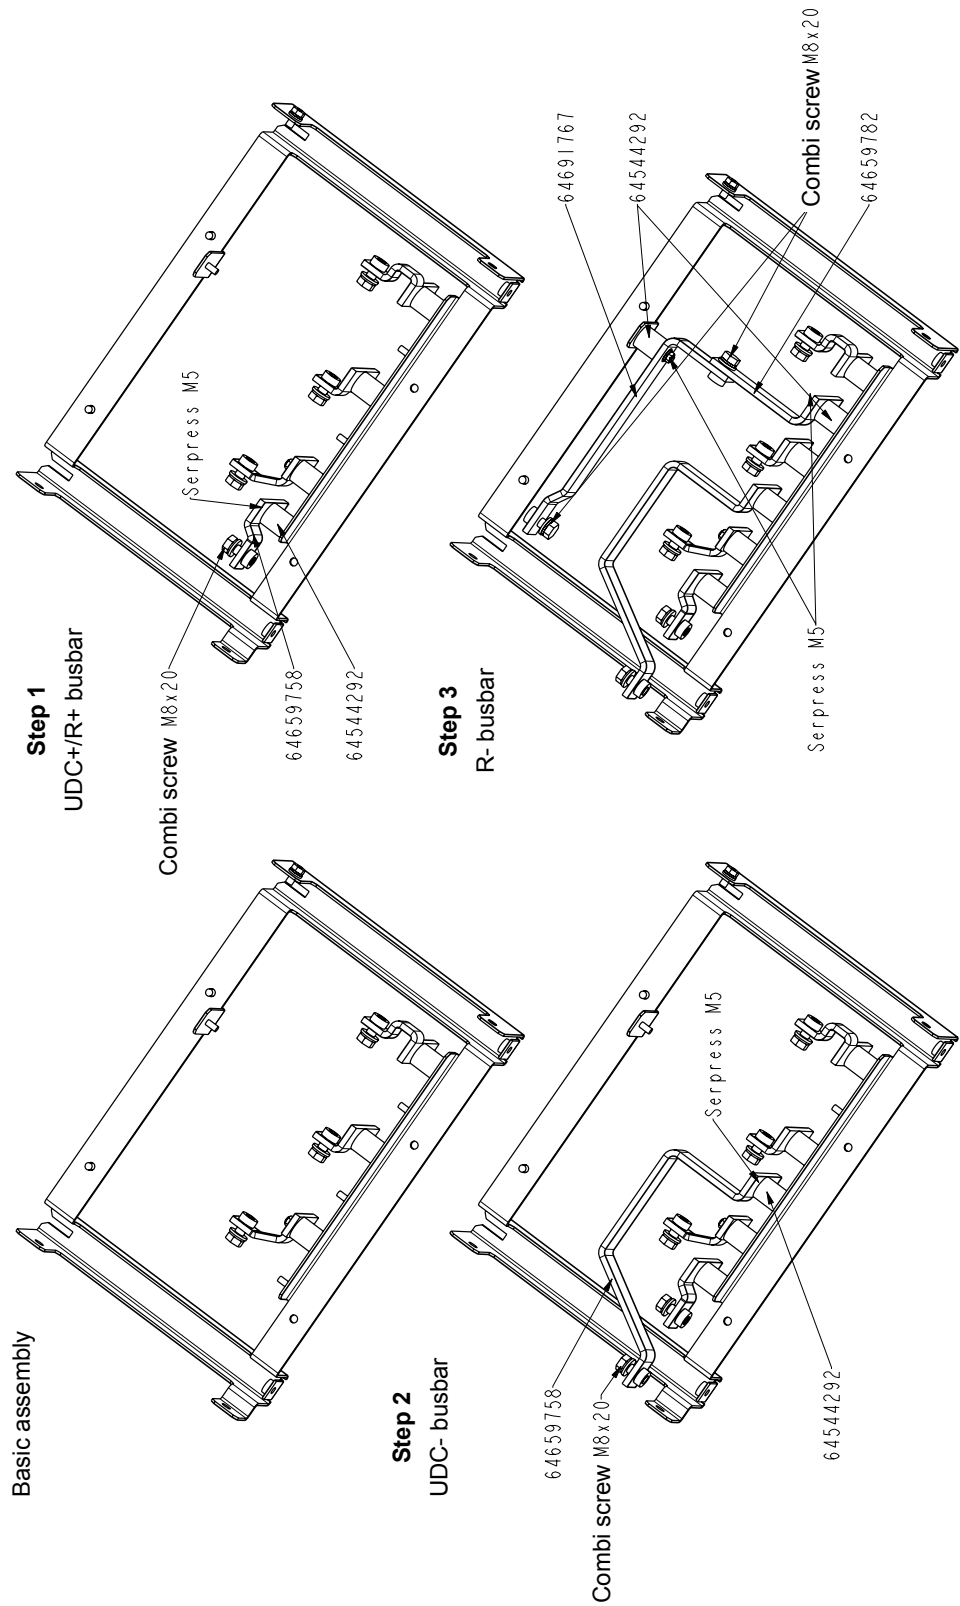 Basic assembly
Step 1
UDC+/R+ busbar
Combi screw M8x20
Serpress M5
64659758
64544292
Step 2
UDC- busbar
64659758
Combi screw M8x20
Serpress M5
64544292
Step 3
R- busbar
64691767
64544292
Combi screw M8x20
64659782
Serpress M5